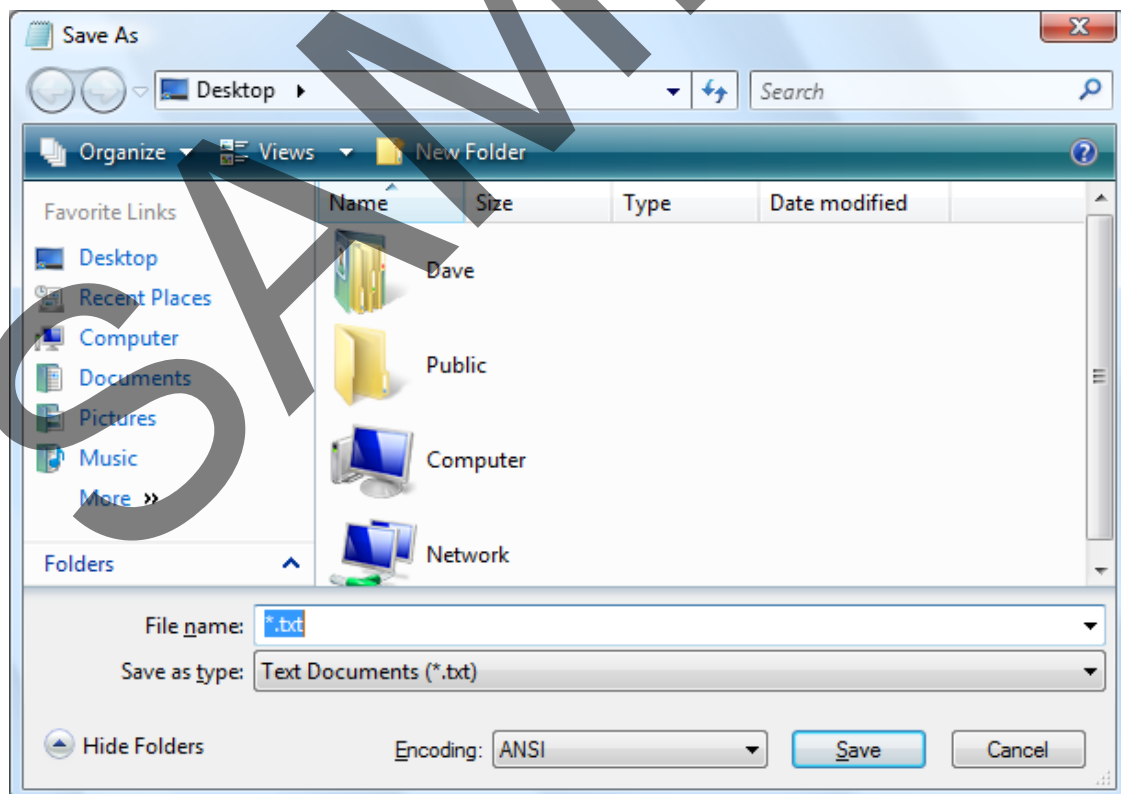 Save As
Desktop
Search
Organize Views New Folder
Favorite Links
Desktop
Recent Places
Computer
Documents
Pictures
Music
More »
Folders
Name Size Type Date modified
Dave
Public
Computer
Network
File name: *.txt
Save as type: Text Documents (*.txt)
Hide Folders
Encoding: ANSI
Save
Cancel
SAM